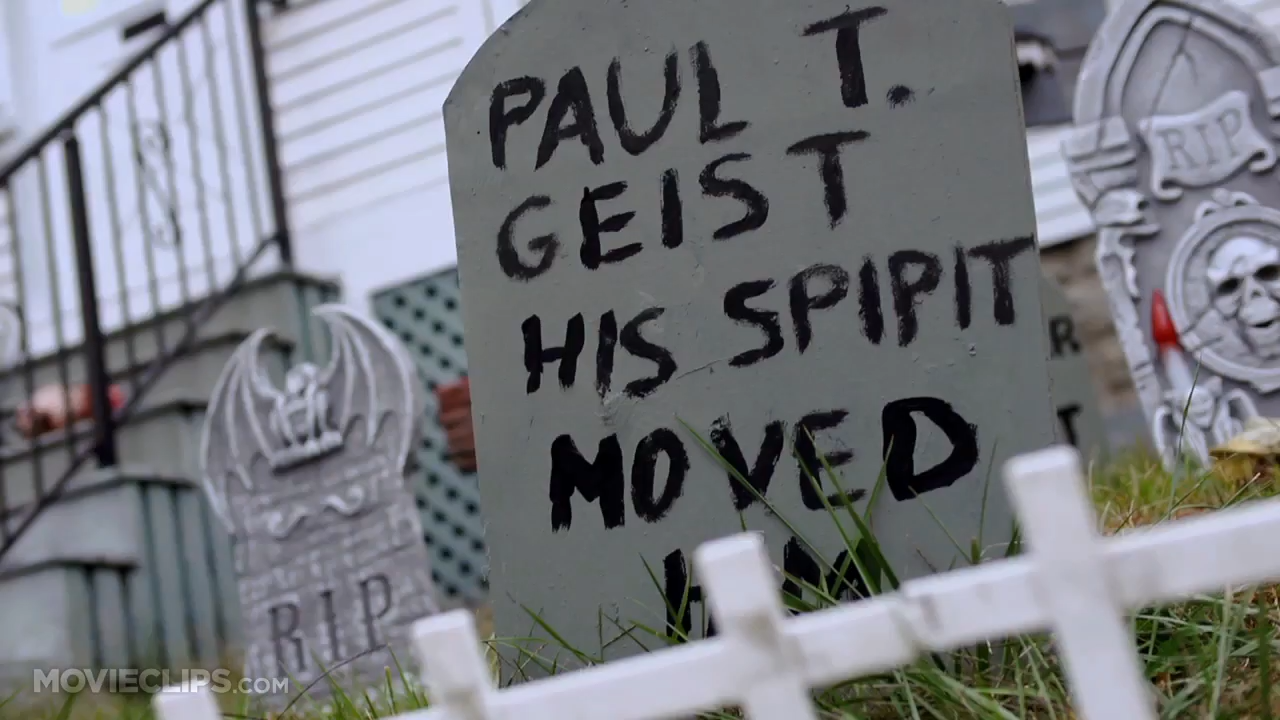 PAUL T.
GEIST
HIS SPIPIT
MOVED
RIP
RIP
MOVIECLIPS.COM